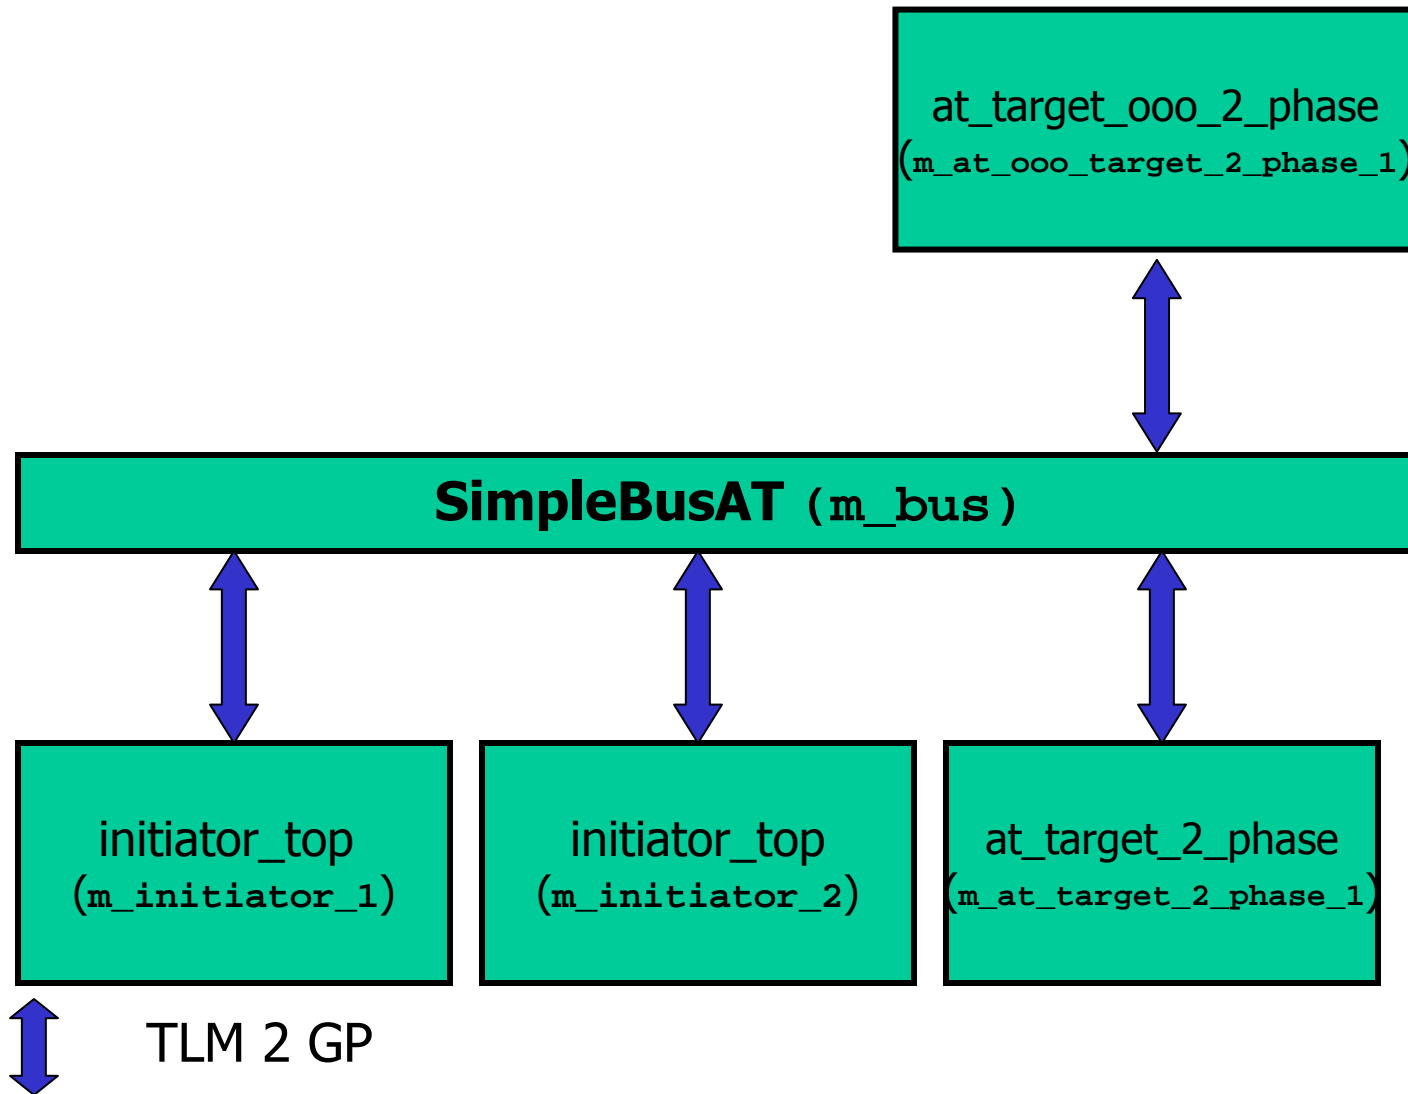 at_target_ooo_2_phase
(m_at_ooo_target_2_phase_1)
SimpleBusAT (m_bus)
initiator_top
(m_initiator_1)
initiator_top
(m_initiator_2)
at_target_2_phase
(m_at_target_2_phase_1)
TLM 2 GP